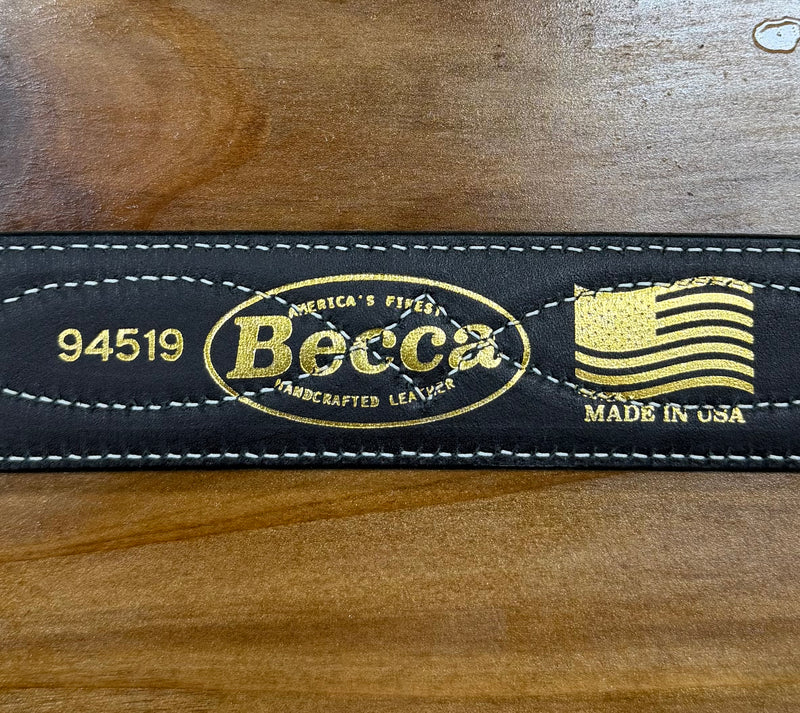 94519
AMERICA'S FINEST
Becca
HANDCRAFTED LEATHER
MADE IN USA